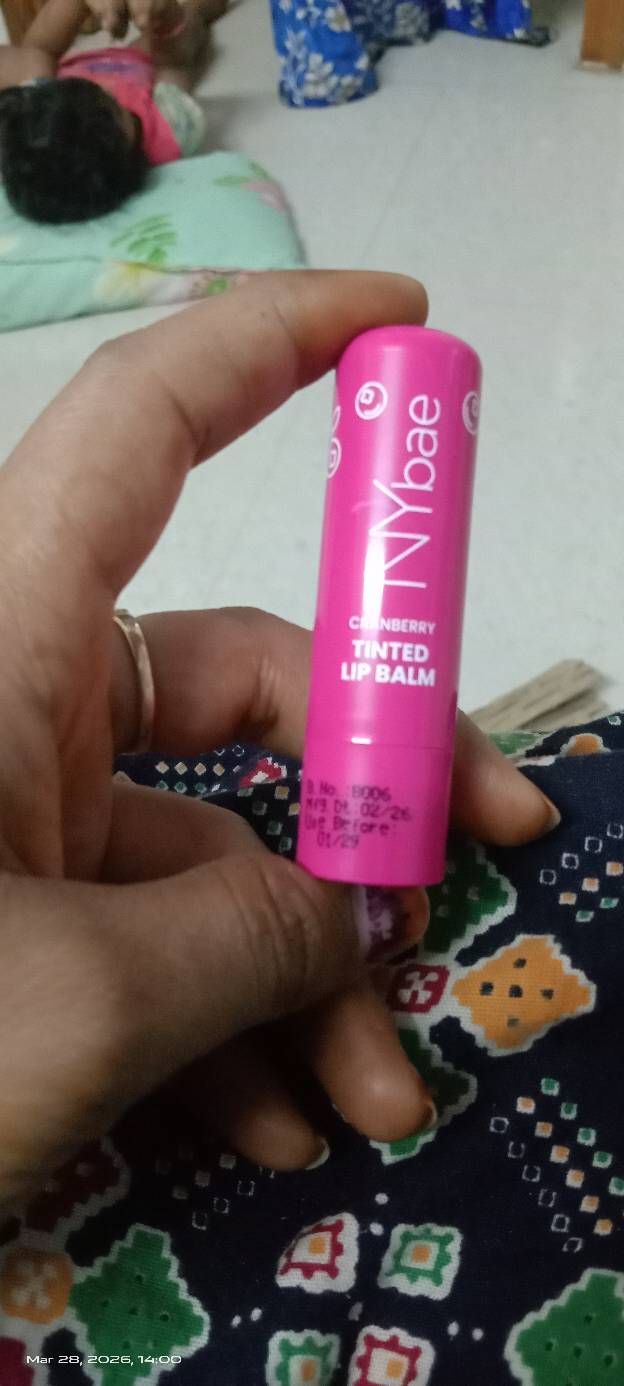 NYbae
CRANBERRY
TINTED
LIP BALM
B.No.:B006
Mfg Dt:02/26
Use Before:
01/29
Mar 28, 2026, 14:00